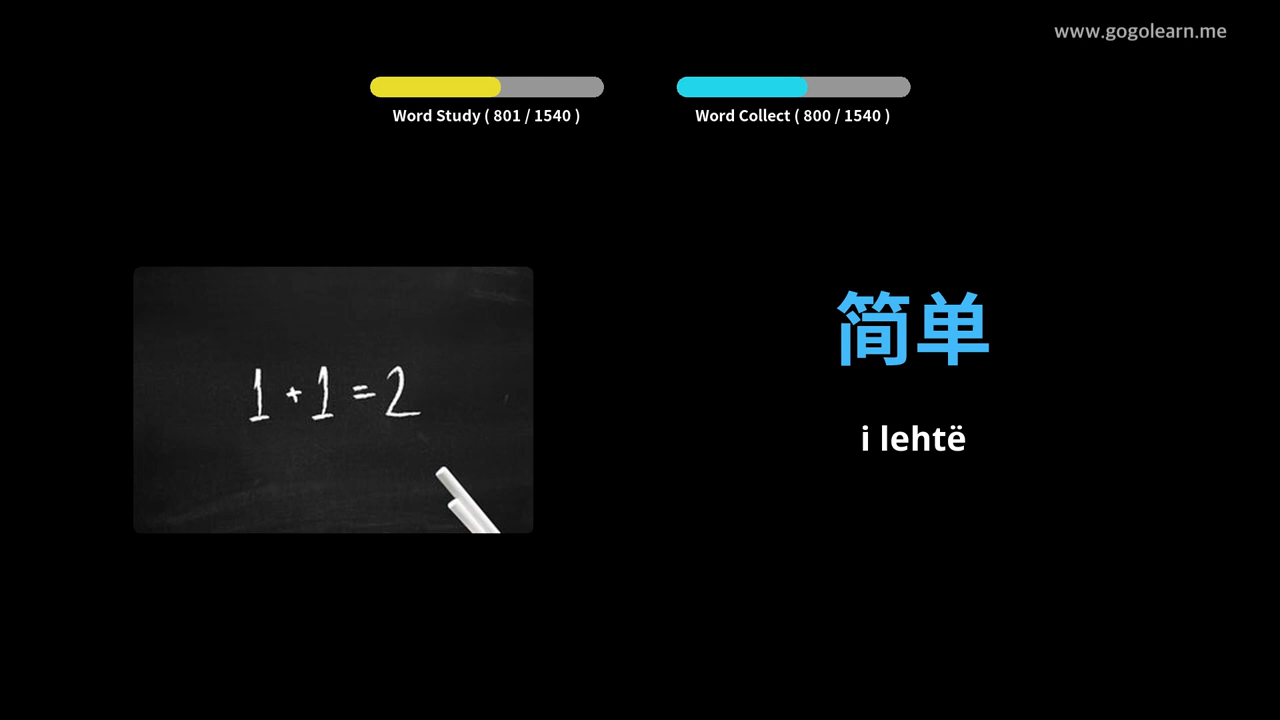 www.gogolearn.me
Word Study ( 801 / 1540 )
Word Collect ( 800 / 1540 )
1 + 1 = 2
简单
i lehtë